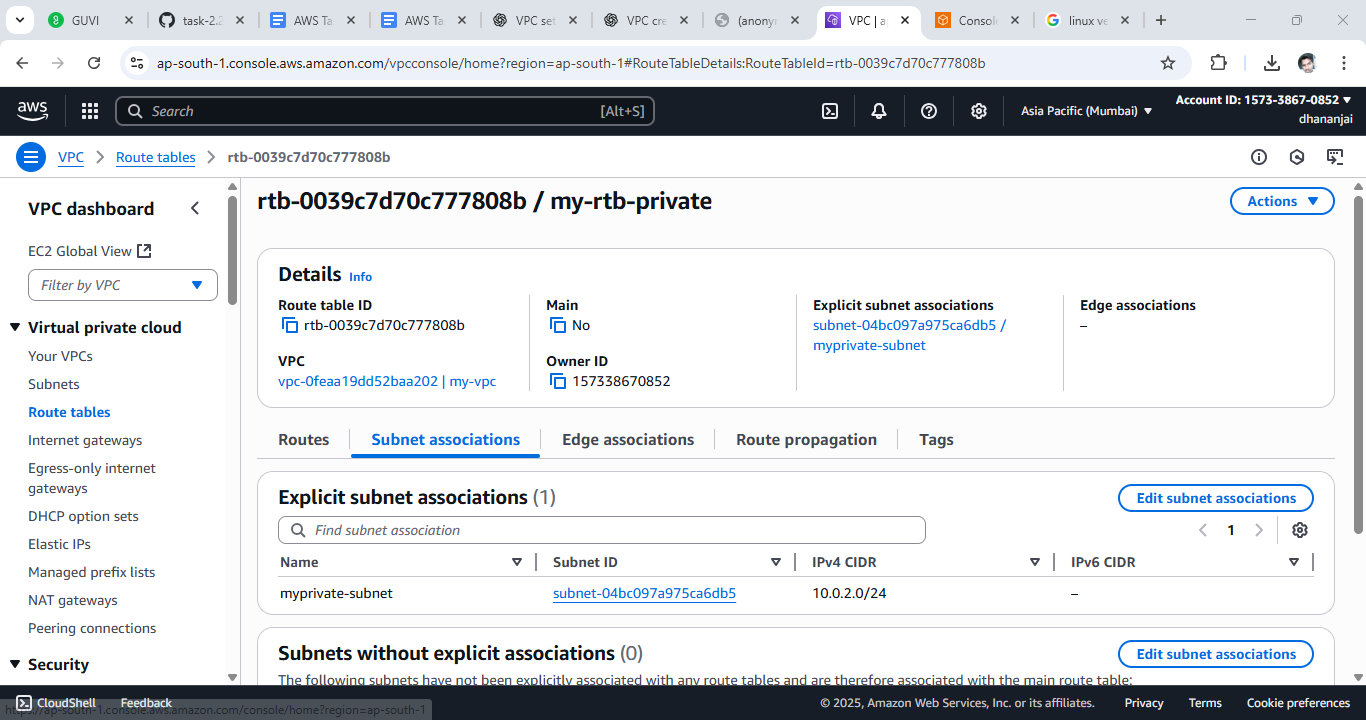 GUVI
task-2.2
AWS Ta
AWS Ta
VPC set
VPC cre
(anonyn
VPC | a
Console
linux ve
ap-south-1.console.aws.amazon.com/vpcconsole/home?region=ap-south-1#RouteTableDetails:RouteTableId=rtb-0039c7d70c777808b
aws
Search
[Alt+S]
Asia Pacific (Mumbai)
Account ID: 1573-3867-0852
dhananjai
VPC
Route tables
rtb-0039c7d70c777808b
VPC dashboard
EC2 Global View
Filter by VPC
Virtual private cloud
Your VPCs
Subnets
Route tables
Internet gateways
Egress-only internet
gateways
DHCP option sets
Elastic IPs
Managed prefix lists
NAT gateways
Peering connections
Security
rtb-0039c7d70c777808b / my-rtb-private
Actions
Details Info
Route table ID
rtb-0039c7d70c777808b
Main
No
Explicit subnet associations
subnet-04bc097a975ca6db5 /
myprivate-subnet
Edge associations
–
VPC
vpc-0feaa19dd52baa202 | my-vpc
Owner ID
157338670852
Routes
Subnet associations
Edge associations
Route propagation
Tags
Explicit subnet associations (1)
Edit subnet associations
Find subnet association
1
Name
Subnet ID
IPv4 CIDR
IPv6 CIDR
myprivate-subnet
subnet-04bc097a975ca6db5
10.0.2.0/24
–
Subnets without explicit associations (0)
Edit subnet associations
The following subnets have not been explicitly associated with any route tables and are therefore associated with the main route table:
CloudShell
Feedback
https://ap-south-1.console.aws.amazon.com/console/home?region=ap-south-1
© 2025, Amazon Web Services, Inc. or its affiliates.
Privacy
Terms
Cookie preferences